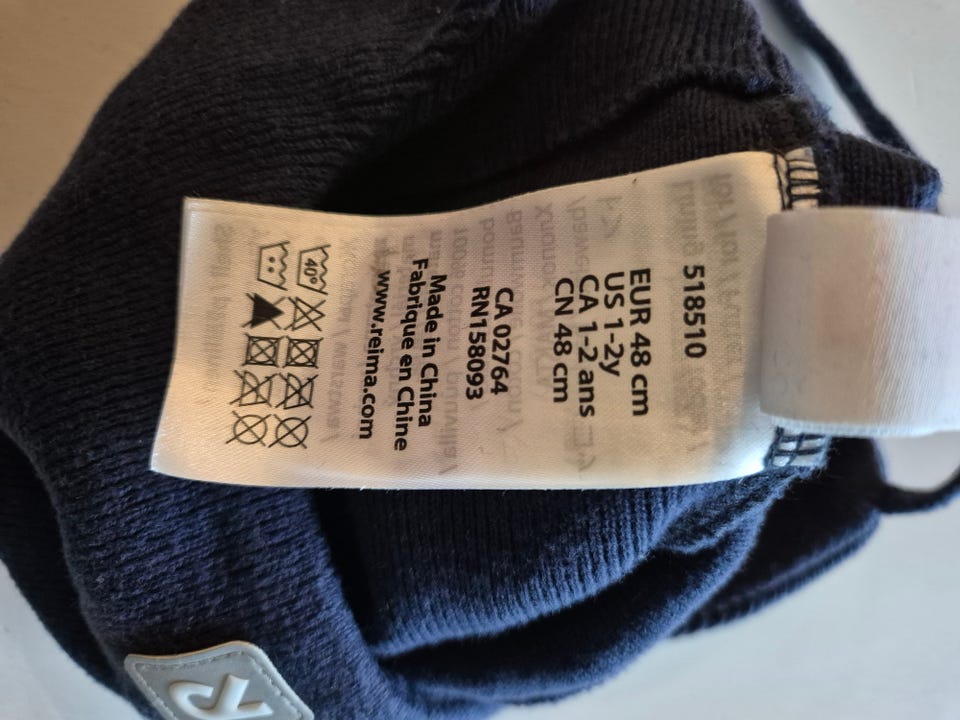 518510
EUR 48 cm
US 1-2y
CA 1-2 ans
CN 48 cm
CA 02764
RN158093
Made in China
Fabrique en Chine
www.reima.com
40°